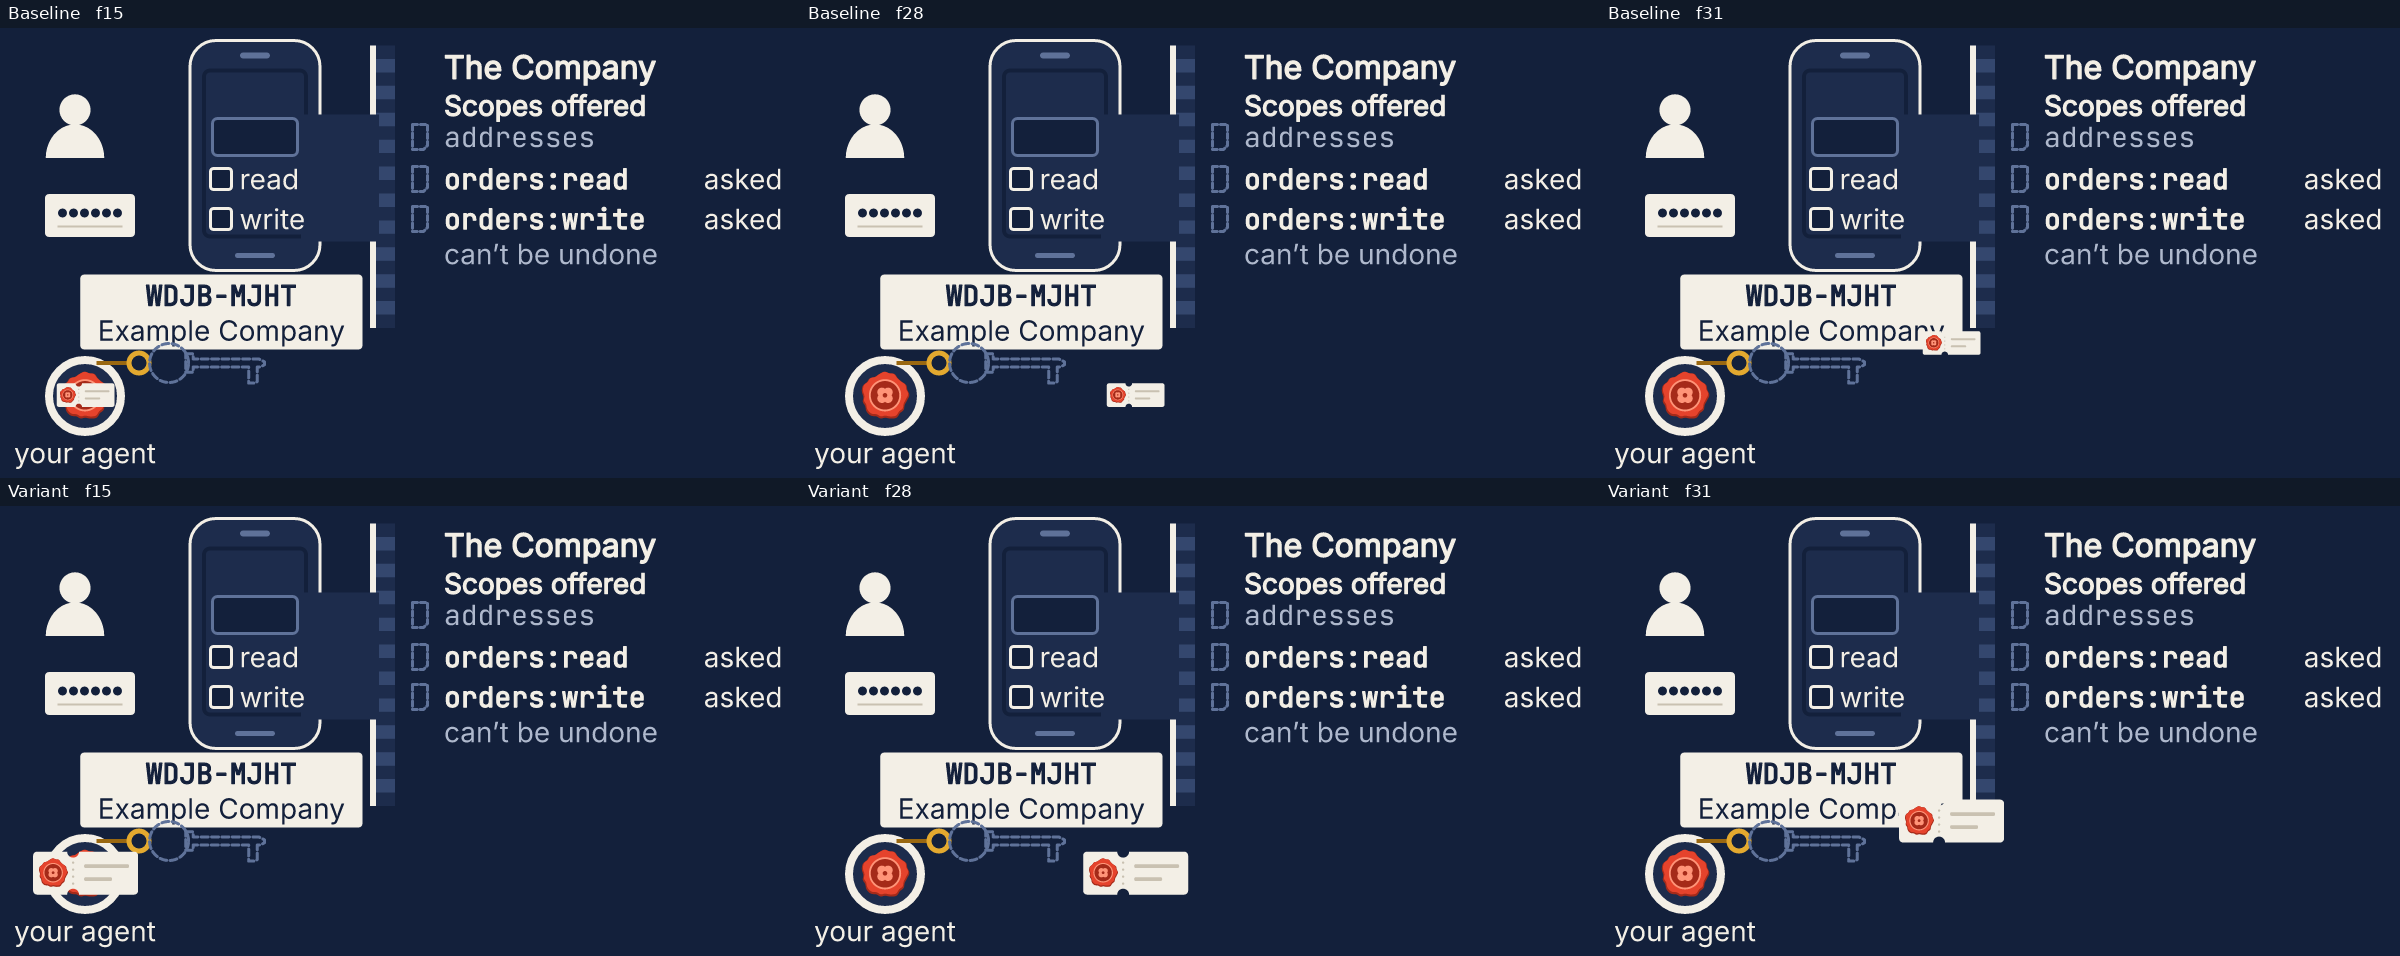 Baseline f15
The Company
Scopes offered
addresses
read
orders:read asked
write
orders:write asked
can't be undone
WDJB-MJHT
Example Company
your agent
Baseline f28
The Company
Scopes offered
addresses
read
orders:read asked
write
orders:write asked
can't be undone
WDJB-MJHT
Example Company
your agent
Baseline f31
The Company
Scopes offered
addresses
read
orders:read asked
write
orders:write asked
can't be undone
WDJB-MJHT
Example Company
your agent
Variant f15
The Company
Scopes offered
addresses
read
orders:read asked
write
orders:write asked
can't be undone
WDJB-MJHT
Example Company
your agent
Variant f28
The Company
Scopes offered
addresses
read
orders:read asked
write
orders:write asked
can't be undone
WDJB-MJHT
Example Company
your agent
Variant f31
The Company
Scopes offered
addresses
read
orders:read asked
write
orders:write asked
can't be undone
WDJB-MJHT
Example Comp
your agent